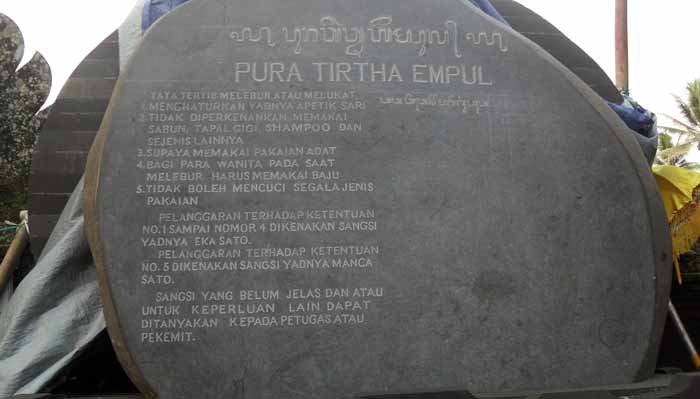 PURA TIRTHA EMPUL
TATA TERTIB MELEBUR ATAU MELUKAT.
1. MENGHATURKAN YADNYA APETIK SARI
2. TIDAK DIPERKENANKAN MEMAKAI
SABUN, TAPAL GIGI, SHAMPOO DAN
SEJENIS LAINNYA
3. SUPAYA MEMAKAI PAKAIAN ADAT
4. BAGI PARA WANITA PADA SAAT
MELEBUR HARUS MEMAKAI BAJU
5. TIDAK BOLEH MENCUCI SEGALA JENIS
PAKAIAN
PELANGGARAN TERHADAP KETENTUAN
NO. 1 SAMPAI NOMOR 4 DIKENAKAN SANGSI
YADNYA EKA SATO.
PELANGGARAN TERHADAP KETENTUAN
NO. 5 DIKENAKAN SANGSI YADNYA MANCA
SATO.
SANGSI YANG BELUM JELAS DAN ATAU
UNTUK KEPERLUAN LAIN DAPAT
DITANYAKAN KEPADA PETUGAS ATAU
PEKEMIT.